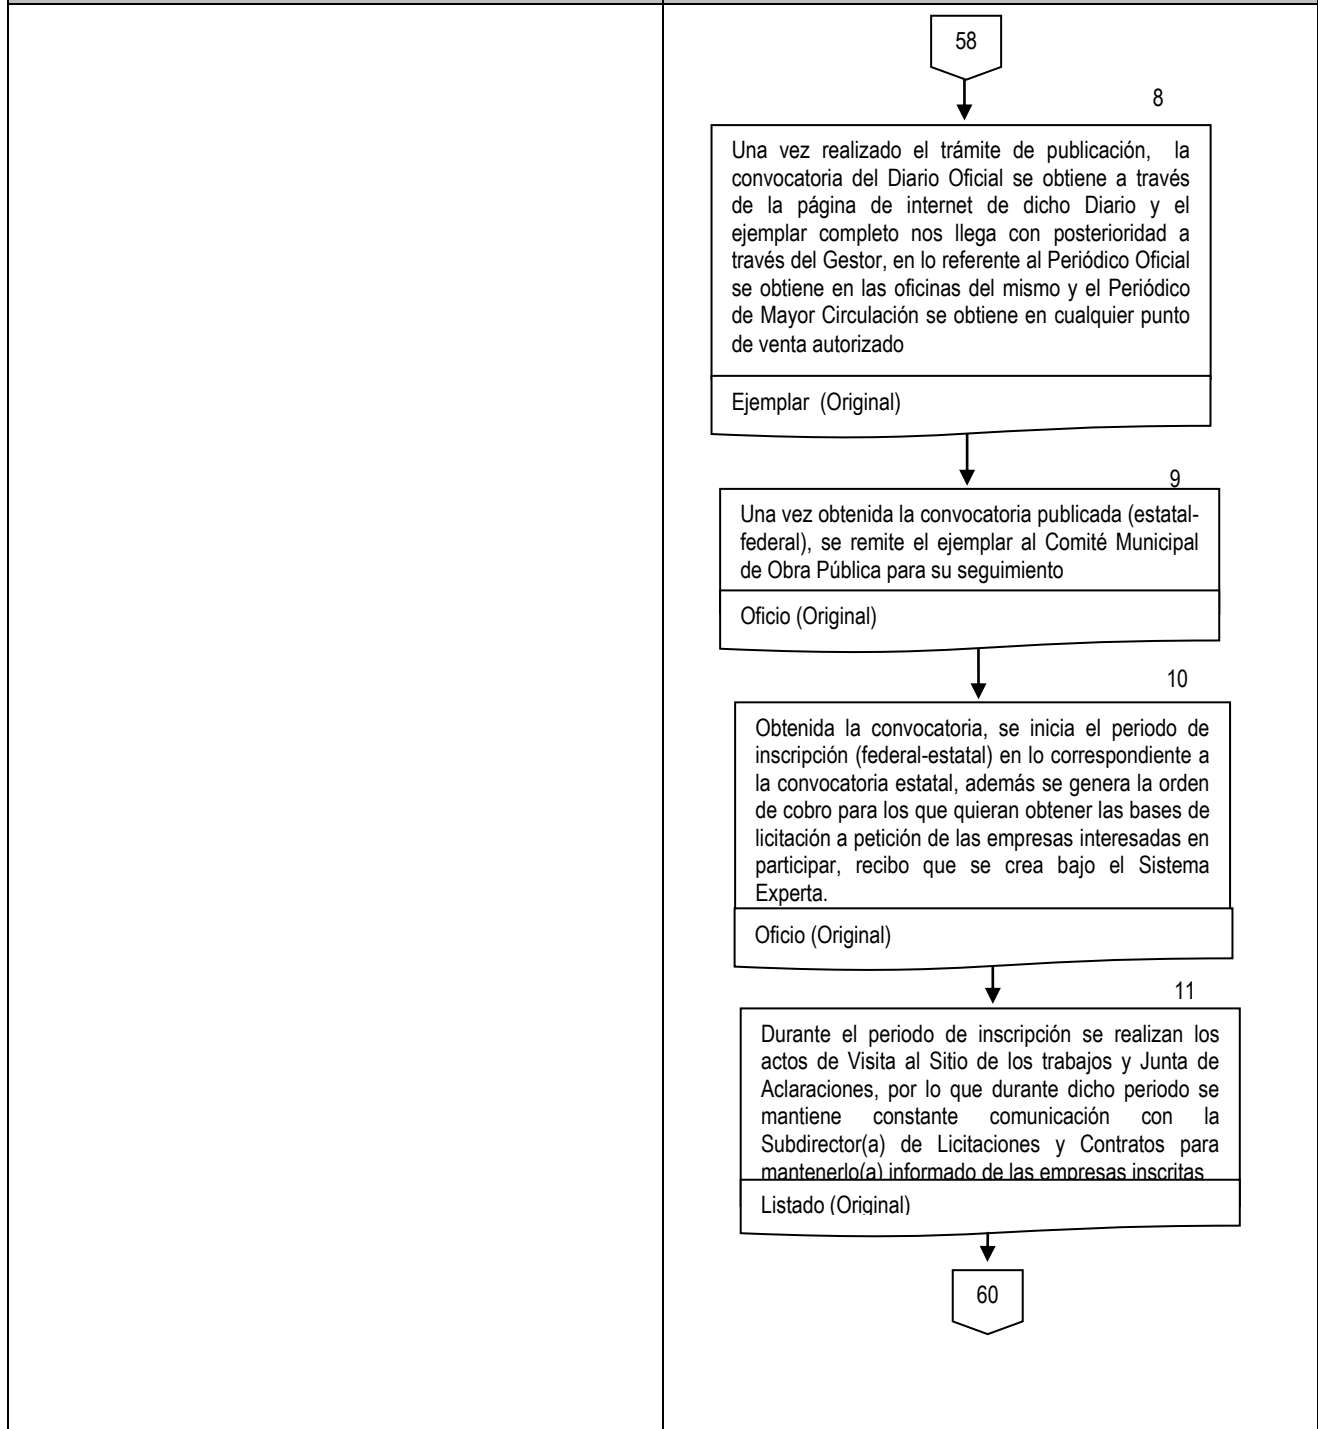 58
8
Una vez realizado el trámite de publicación, la
convocatoria del Diario Oficial se obtiene a través
de la página de internet de dicho Diario y el
ejemplar completo nos llega con posterioridad a
través del Gestor, en lo referente al Periódico Oficial
se obtiene en las oficinas del mismo y el Periódico
de Mayor Circulación se obtiene en cualquier punto
de venta autorizado
Ejemplar (Original)
9
Una vez obtenida la convocatoria publicada (estatal-
federal), se remite el ejemplar al Comité Municipal
de Obra Pública para su seguimiento
Oficio (Original)
10
Obtenida la convocatoria, se inicia el periodo de
inscripción (federal-estatal) en lo correspondiente a
la convocatoria estatal, además se genera la orden
de cobro para los que quieran obtener las bases de
licitación a petición de las empresas interesadas en
participar, recibo que se crea bajo el Sistema
Experta.
Oficio (Original)
11
Durante el periodo de inscripción se realizan los
actos de Visita al Sitio de los trabajos y Junta de
Aclaraciones, por lo que durante dicho periodo se
mantiene constante comunicación con la
Subdirector(a) de Licitaciones y Contratos para
mantenerlo(a) informado de las empresas inscritas
Listado (Original)
60